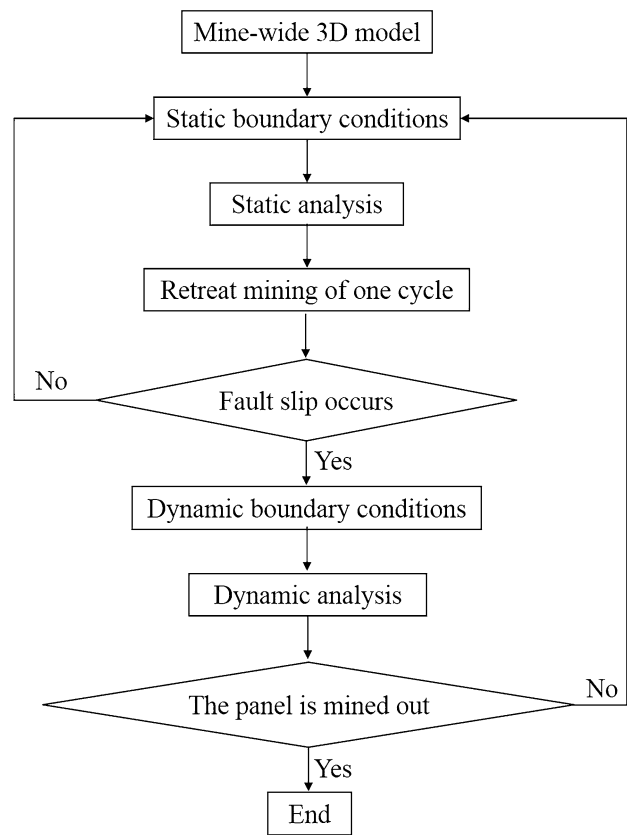 Mine-wide 3D model
Static boundary conditions
Static analysis
Retreat mining of one cycle
No
Fault slip occurs
Yes
Dynamic boundary conditions
Dynamic analysis
The panel is mined out
No
Yes
End